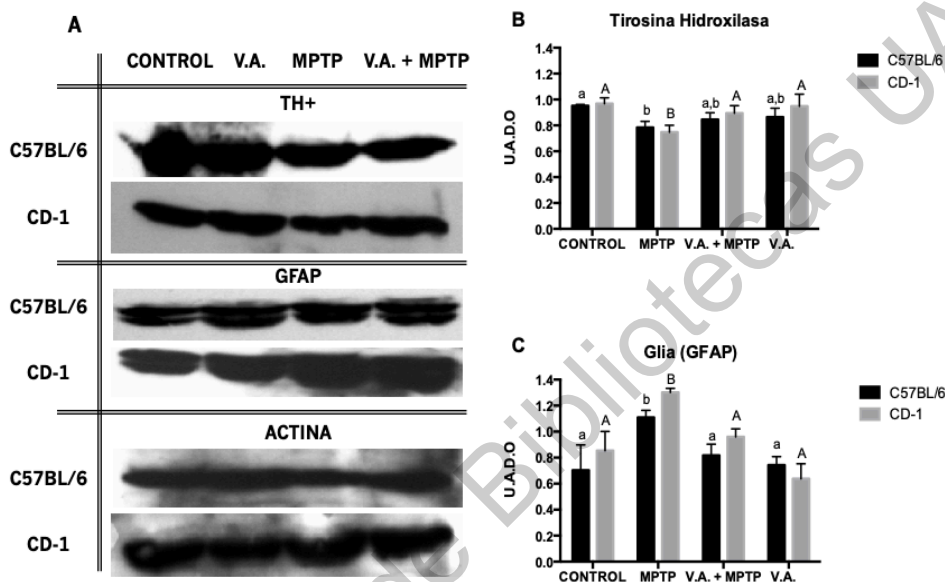 A
CONTROL V.A. MPTP V.A. + MPTP
TH+
C57BL/6
CD-1
GFAP
C57BL/6
CD-1
ACTINA
C57BL/6
CD-1
B
Tirosina Hidroxilasa
C57BL/6
CD-1
U.A.D.O
1.4
1.2
1.0
0.8
0.6
0.4
0.2
0.0
a A b B a,b A a,b A
CONTROL MPTP V.A. + MPTP V.A.
C
Glia (GFAP)
C57BL/6
CD-1
U.A.D.O
1.4
1.2
1.0
0.8
0.6
0.4
0.2
0.0
a A b B a A a A
CONTROL MPTP V.A. + MPTP V.A.
de Bibliotecas